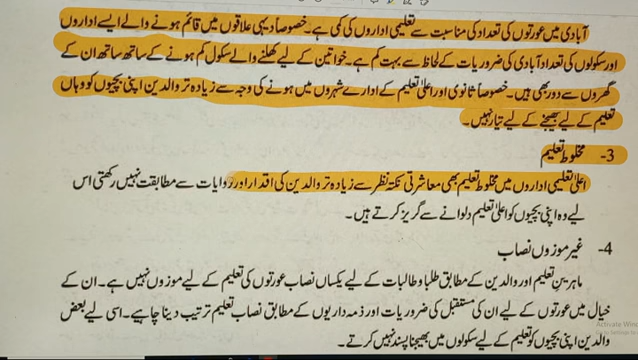 آبادی میں عورتوں کی تعداد کی مناسبت سے تعلیمی اداروں کی کمی ہے۔ خصوصاً دیہی علاقوں میں قائم ہونے والے ایسے اداروں
اور سکولوں کی تعداد آبادی کی ضروریات کے لحاظ سے بہت کم ہے۔ خواتین کے لیے کھلنے والے سکول کم ہونے کے ساتھ ساتھ ان کے
گھروں سے دور بھی ہیں۔ خصوصاً ثانوی اور اعلیٰ تعلیم کے ادارے شہروں میں ہونے کی وجہ سے زیادہ تر والدین اپنی بچیوں کو وہاں
تعلیم کے لیے بھیجنے کے لیے تیار نہیں۔
3- مخلوط تعلیم
اعلیٰ تعلیمی اداروں میں مخلوط تعلیم بھی معاشرتی نکتہ نظر سے زیادہ تر والدین کی اقدار اور روایات سے مطابقت نہیں رکھتی اس
لیے وہ اپنی بچیوں کو اعلیٰ تعلیم دلوانے سے گریز کرتے ہیں۔
4- غیر موزوں نصاب
ماہرین تعلیم اور والدین کے مطابق طلبا و طالبات کے لیے یکساں نصاب عورتوں کی تعلیم کے لیے موزوں نہیں ہے۔ ان کے
خیال میں عورتوں کے لیے ان کی مستقبل کی ضروریات اور ذمہ داریوں کے مطابق نصاب تعلیم ترتیب دینا چاہیے۔ اسی لیے بعض
والدین اپنی بچیوں کو تعلیم کے لیے سکولوں میں بھیجنا پسند نہیں کرتے۔
Activate Win